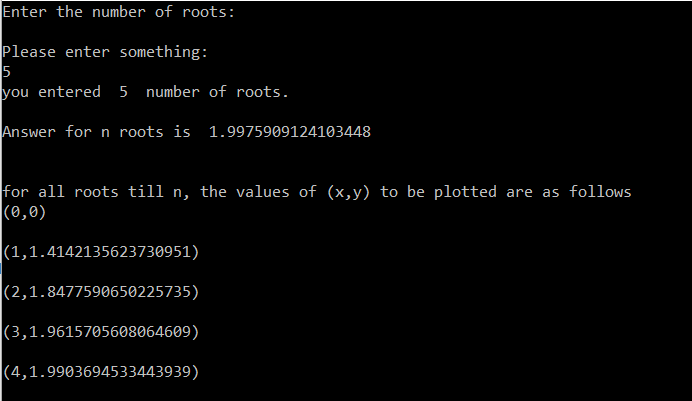 Enter the number of roots:
Please enter something:
5
you entered  5  number of roots.
Answer for n roots is  1.9975909124103448
for all roots till n, the values of (x,y) to be plotted are as follows
(0,0)
(1,1.4142135623730951)
(2,1.8477590650225735)
(3,1.9615705608064609)
(4,1.9903694533443939)